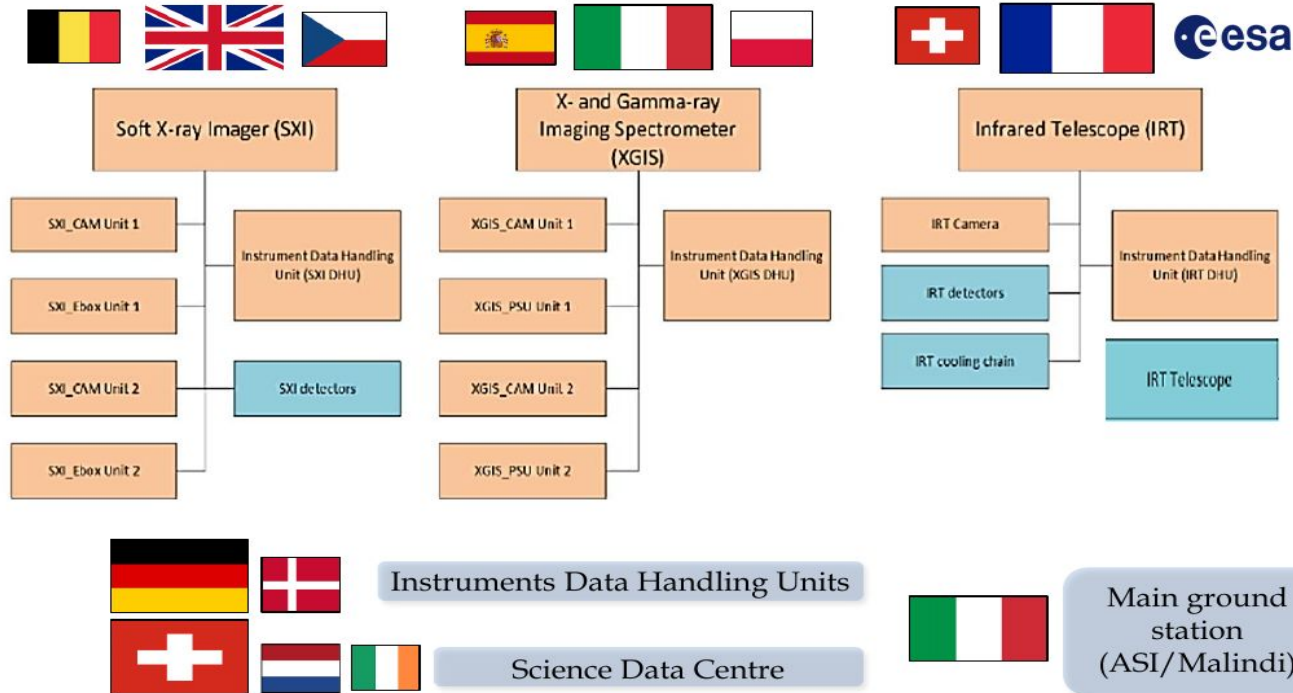 esa
Soft X-ray Imager (SXI)
X- and Gamma-ray
Imaging Spectrometer
(XGIS)
Infrared Telescope (IRT)
SXI_CAM Unit 1
SXI_Ebox Unit 1
SXI_CAM Unit 2
SXI_Ebox Unit 2
Instrument Data Handling
Unit (SXI DHU)
SXI detectors
XGIS_CAM Unit 1
XGIS_PSU Unit 1
XGIS_CAM Unit 2
XGIS_PSU Unit 2
Instrument Data Handling
Unit (XGIS DHU)
IRT Camera
IRT detectors
IRT cooling chain
Instrument Data Handling
Unit (IRT DHU)
IRT Telescope
Instruments Data Handling Units
Science Data Centre
Main ground
station
(ASI/Malindi)